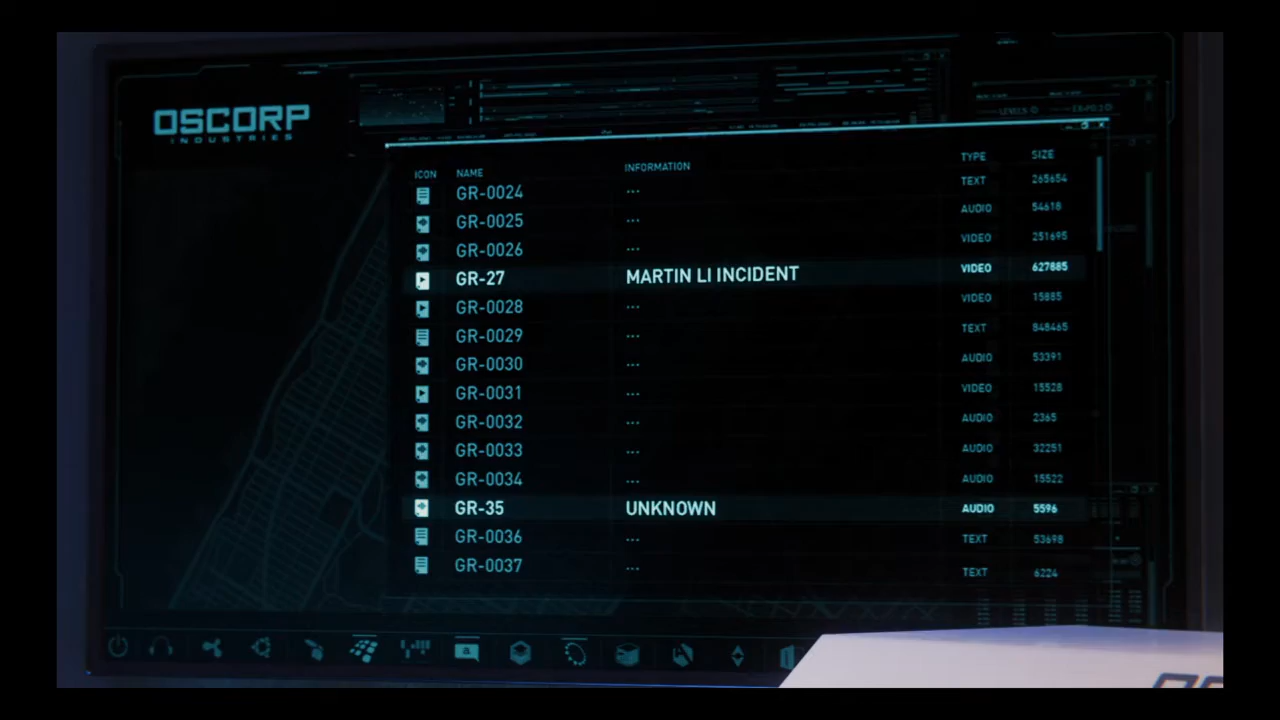 OSCORP
INDUSTRIES
ICON NAME INFORMATION TYPE SIZE
GR-0024 ... TEXT 265654
GR-0025 ... AUDIO 54618
GR-0026 ... VIDEO 251695
GR-27 MARTIN LI INCIDENT VIDEO 627885
GR-0028 ... VIDEO 15885
GR-0029 ... TEXT 848465
GR-0030 ... AUDIO 53391
GR-0031 ... VIDEO 15528
GR-0032 ... AUDIO 2365
GR-0033 ... AUDIO 32251
GR-0034 ... AUDIO 15522
GR-35 UNKNOWN AUDIO 5596
GR-0036 ... TEXT 53698
GR-0037 ... TEXT 6224
a